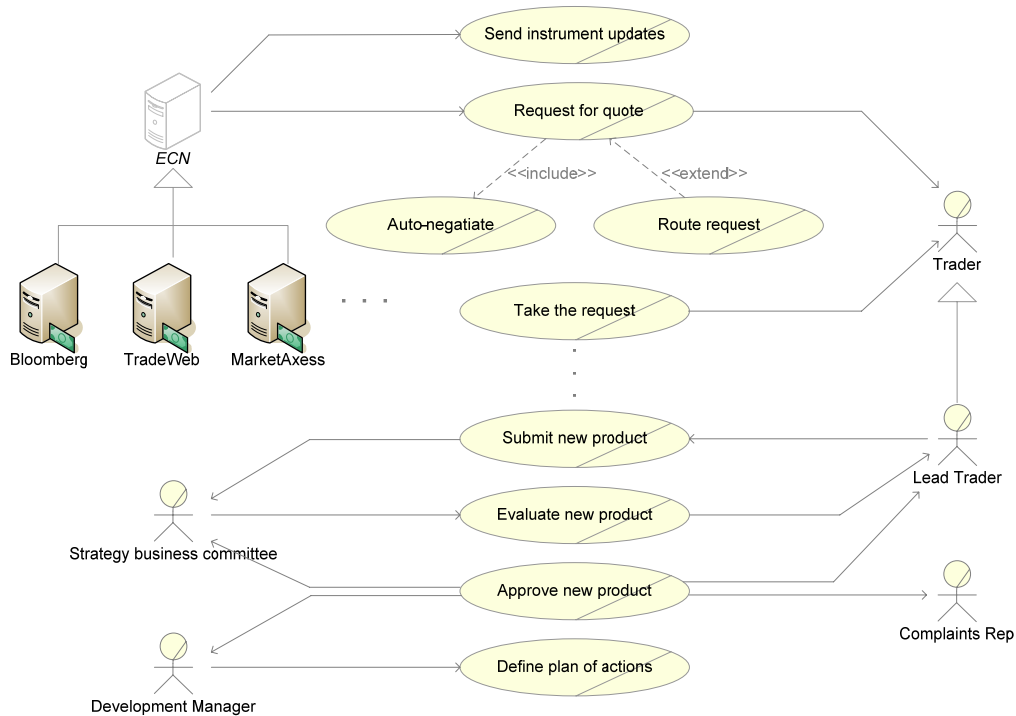 Send instrument updates
Request for quote
ECN
<<include>>
<<extend>>
Auto-negatiate
Route request
Trader
Take the request
Bloomberg
TradeWeb
MarketAxess
Submit new product
Lead Trader
Evaluate new product
Strategy business committee
Approve new product
Complaints Rep
Define plan of actions
Development Manager